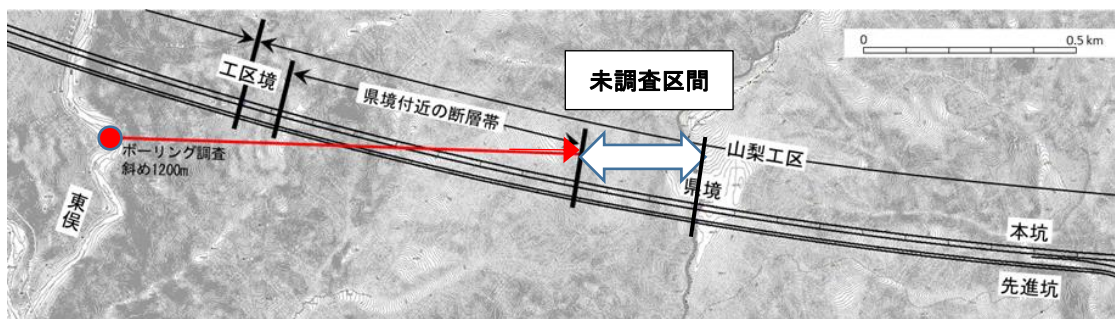 0
0.5 km
未調査区間
工区境
県境付近の断層帯
山梨工区
ボーリング調査
斜め1200m
県境
東俣
本坑
先進坑